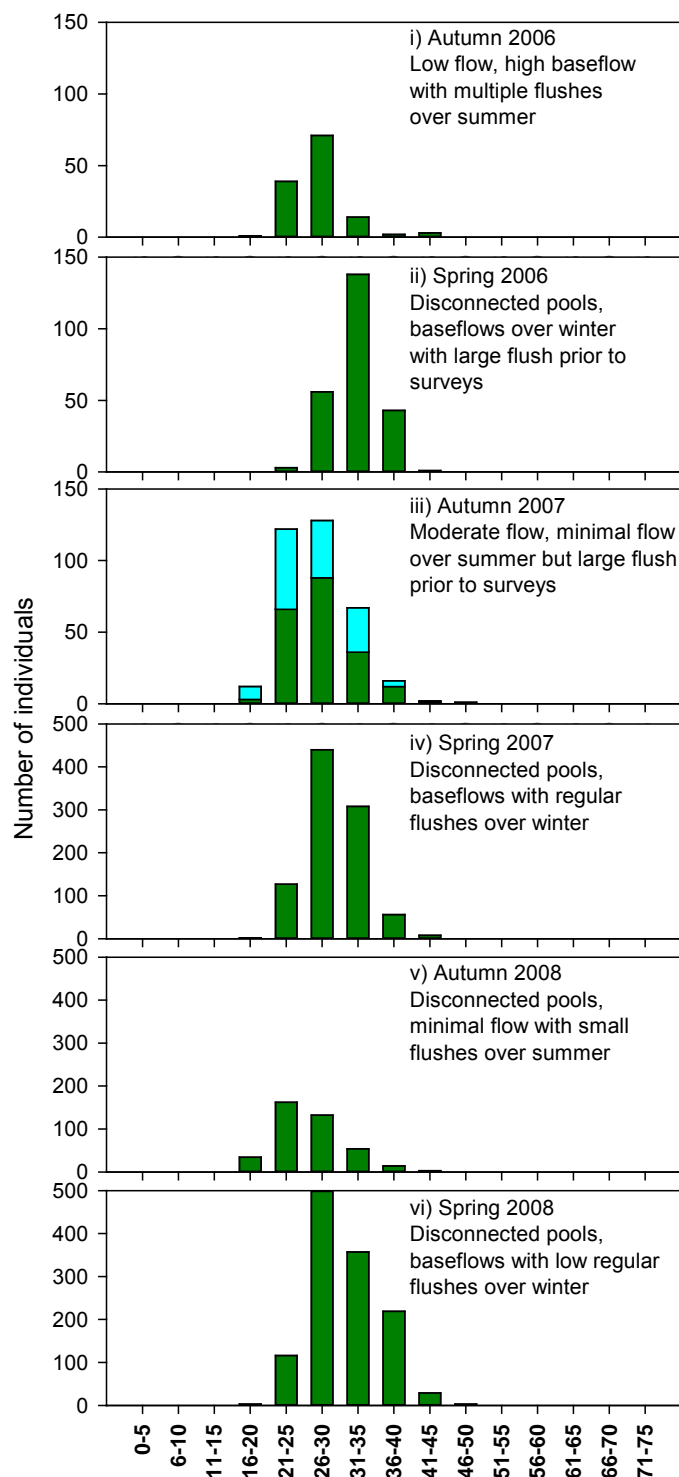 150
100
50
0
i) Autumn 2006
Low flow, high baseflow
with multiple flushes
over summer
150
100
50
0
ii) Spring 2006
Disconnected pools,
baseflows over winter
with large flush prior to
surveys
150
100
50
0
iii) Autumn 2007
Moderate flow, minimal flow
over summer but large flush
prior to surveys
Number of individuals
500
400
300
200
100
0
iv) Spring 2007
Disconnected pools,
baseflows with regular
flushes over winter
500
400
300
200
100
0
v) Autumn 2008
Disconnected pools,
minimal flow with small
flushes over summer
500
400
300
200
100
0
vi) Spring 2008
Disconnected pools,
baseflows with low regular
flushes over winter
0-5
6-10
11-15
16-20
21-25
26-30
31-35
36-40
41-45
46-50
51-55
56-60
61-65
66-70
71-75